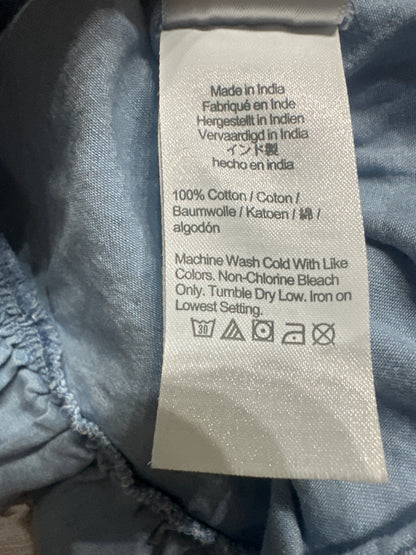 Made in India
Fabriqué en Inde
Hergestellt in Indien
Vervaardigd in India
インド製
hecho en india
100% Cotton / Coton /
Baumwolle / Katoen / 綿 /
algodón
Machine Wash Cold With Like
Colors. Non-Chlorine Bleach
Only. Tumble Dry Low. Iron on
Lowest Setting.
30